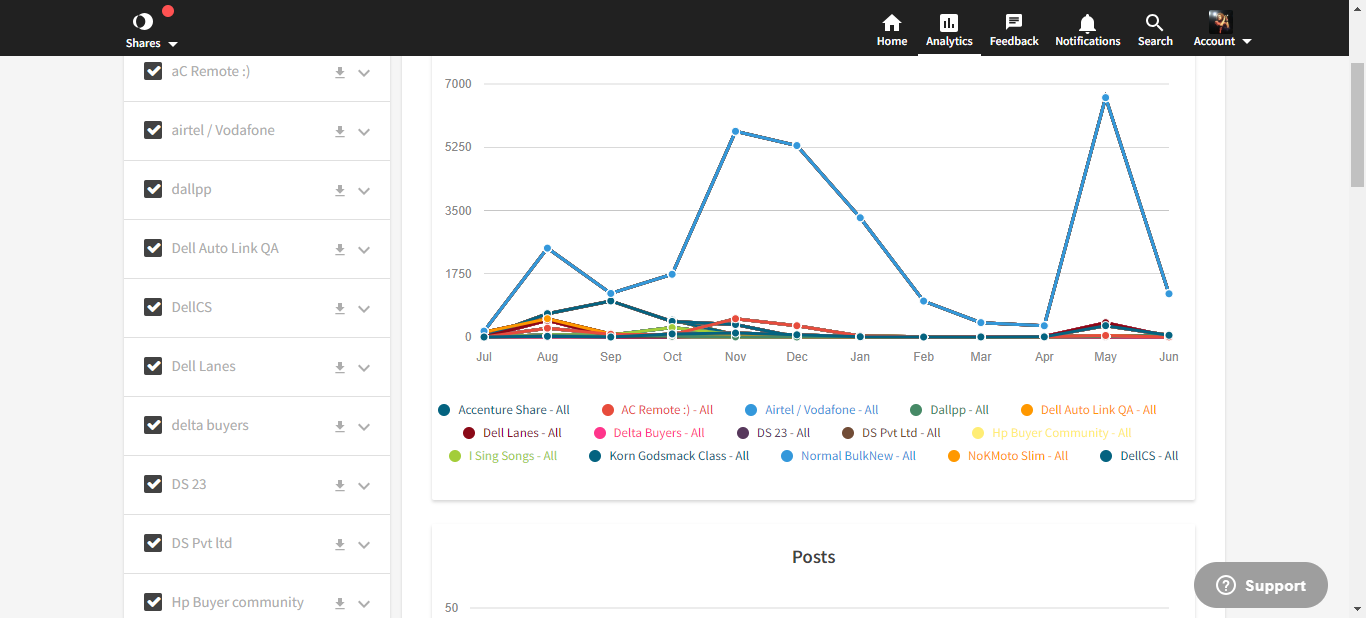 Shares
Home Analytics Feedback Notifications Search Account
aC Remote :)
airtel / Vodafone
dallpp
Dell Auto Link QA
DellCS
Dell Lanes
delta buyers
DS 23
DS Pvt ltd
Hp Buyer community
7000
5250
3500
1750
0
Jul Aug Sep Oct Nov Dec Jan Feb Mar Apr May Jun
Accenture Share - All AC Remote :) - All Airtel / Vodafone - All Dallpp - All Dell Auto Link QA - All
Dell Lanes - All Delta Buyers - All DS 23 - All DS Pvt Ltd - All Hp Buyer Community - All
I Sing Songs - All Korn Godsmack Class - All Normal BulkNew - All NoKMoto Slim - All DellCS - All
Posts
50
Support